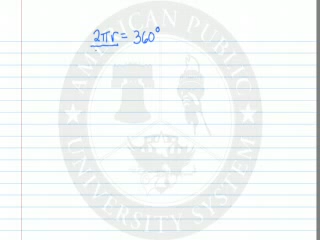 2πr = 360°
AMERICAN PUBLIC
UNIVERSITY SYSTEM